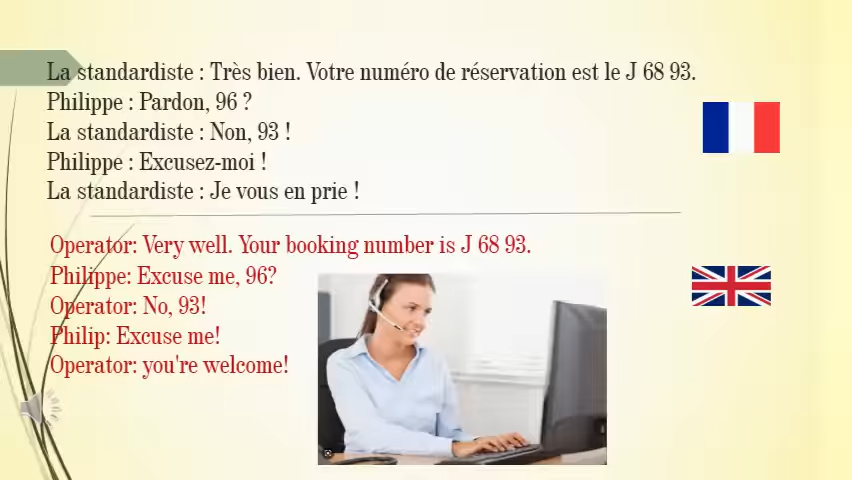 La standardiste : Très bien. Votre numéro de réservation est le J 68 93.
Philippe : Pardon, 96 ?
La standardiste : Non, 93 !
Philippe : Excusez-moi !
La standardiste : Je vous en prie !
Operator: Very well. Your booking number is J 68 93.
Philippe: Excuse me, 96?
Operator: No, 93!
Philip: Excuse me!
Operator: you're welcome!